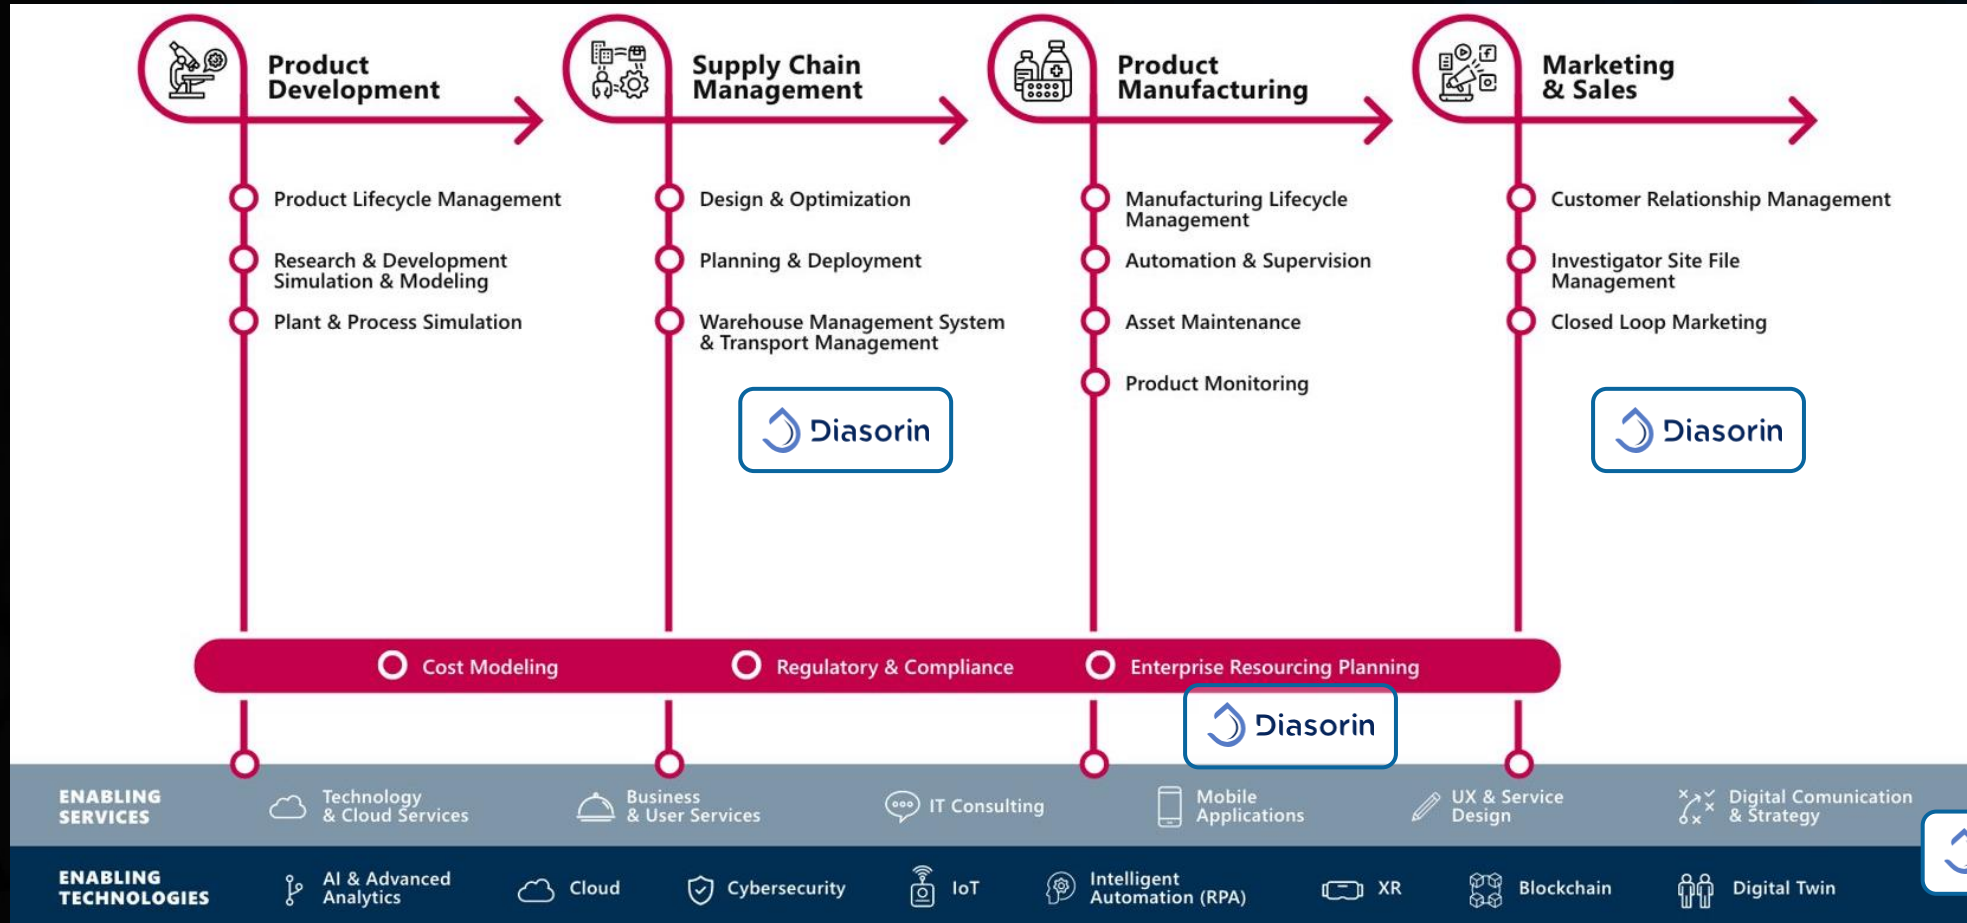 Product
Development
Supply Chain
Management
Product
Manufacturing
Marketing
& Sales
Product Lifecycle Management
Research & Development
Simulation & Modeling
Plant & Process Simulation
Design & Optimization
Planning & Deployment
Warehouse Management System
& Transport Management
Diasorin
Manufacturing Lifecycle
Management
Automation & Supervision
Asset Maintenance
Product Monitoring
Customer Relationship Management
Investigator Site File
Management
Closed Loop Marketing
Diasorin
Cost Modeling
Regulatory & Compliance
Enterprise Resourcing Planning
Diasorin
ENABLING
SERVICES
Technology
& Cloud Services
Business
& User Services
IT Consulting
Mobile
Applications
UX & Service
Design
Digital Comunication
& Strategy
ENABLING
TECHNOLOGIES
AI & Advanced
Analytics
Cloud
Cybersecurity
IoT
Intelligent
Automation (RPA)
XR
Blockchain
Digital Twin